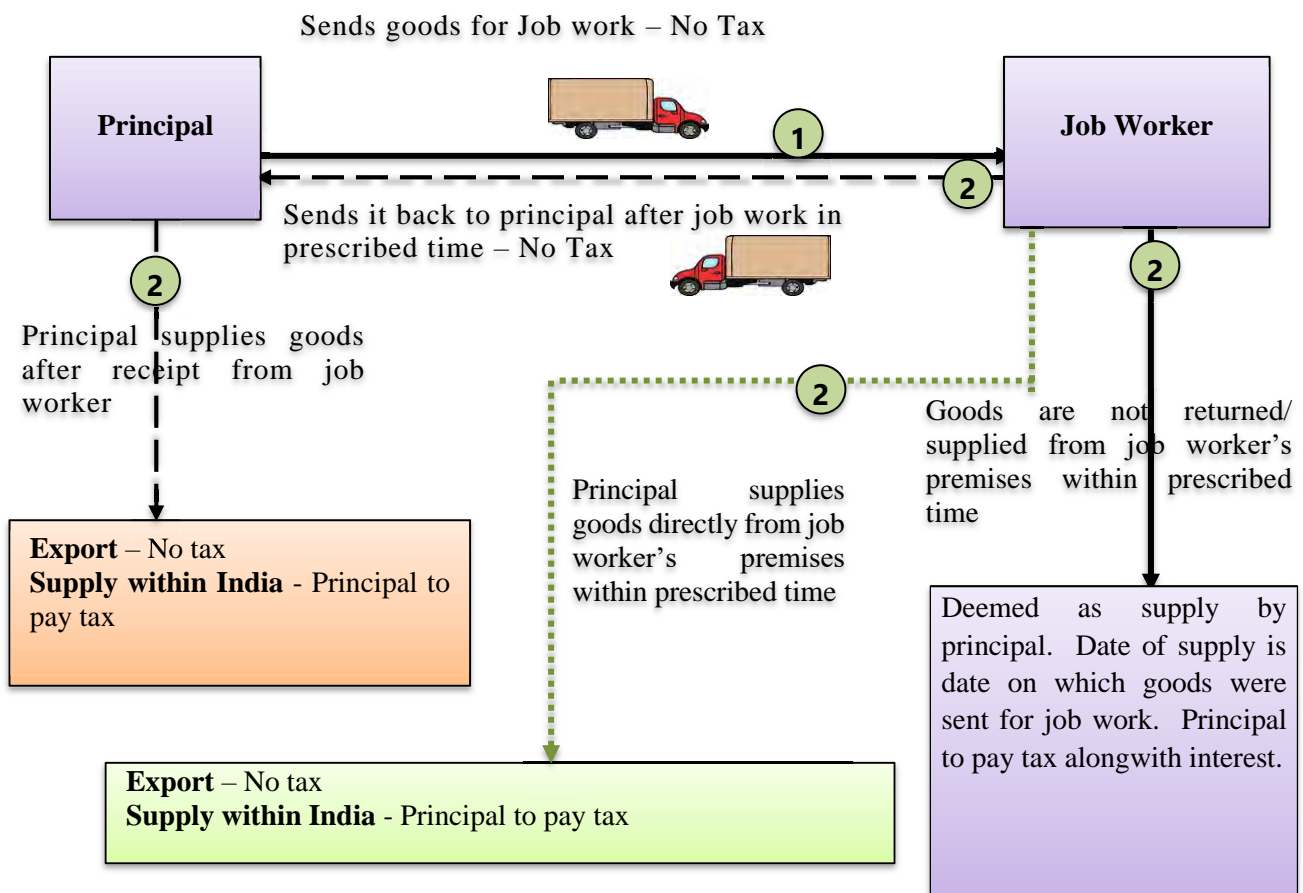 Sends goods for Job work – No Tax
Principal
Job Worker
1
2
Sends it back to principal after job work in
prescribed time – No Tax
2
2
Principal supplies goods
after receipt from job
worker
2
Goods are not returned/
supplied from job worker's
premises within prescribed
time
Principal supplies
goods directly from job
worker's premises
within prescribed time
Export – No tax
Supply within India - Principal to
pay tax
Deemed as supply by
principal. Date of supply is
date on which goods were
sent for job work. Principal
to pay tax alongwith interest.
Export – No tax
Supply within India - Principal to pay tax